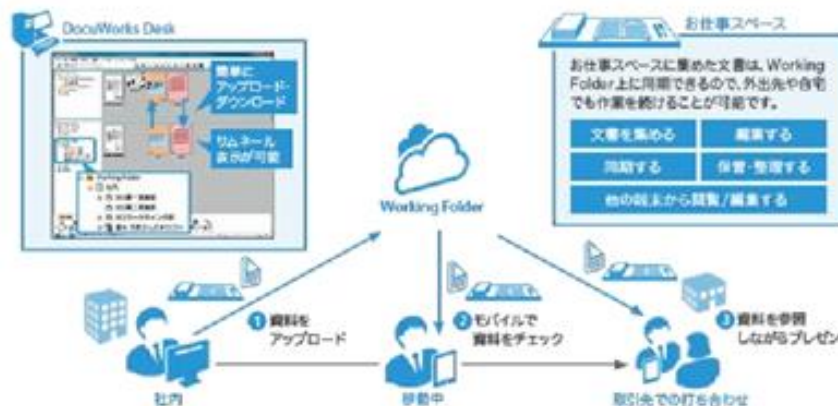 DocuWorks Desk
簡単に
アップロード・
ダウンロード
サムネール
表示が可能
Working Folder
お仕事スペース
お仕事スペースに集めた文書は、Working
Folder上に同期できるので、外出先や自宅
でも作業を続けることが可能です。
文書を集める
編集する
同期する
保管・整理する
他の端末から閲覧/編集する
Working Folder
1 資料を
アップロード
2 モバイルで
資料をチェック
3 資料を参照
しながらプレゼン
社内
移動中
取引先での打ち合わせ